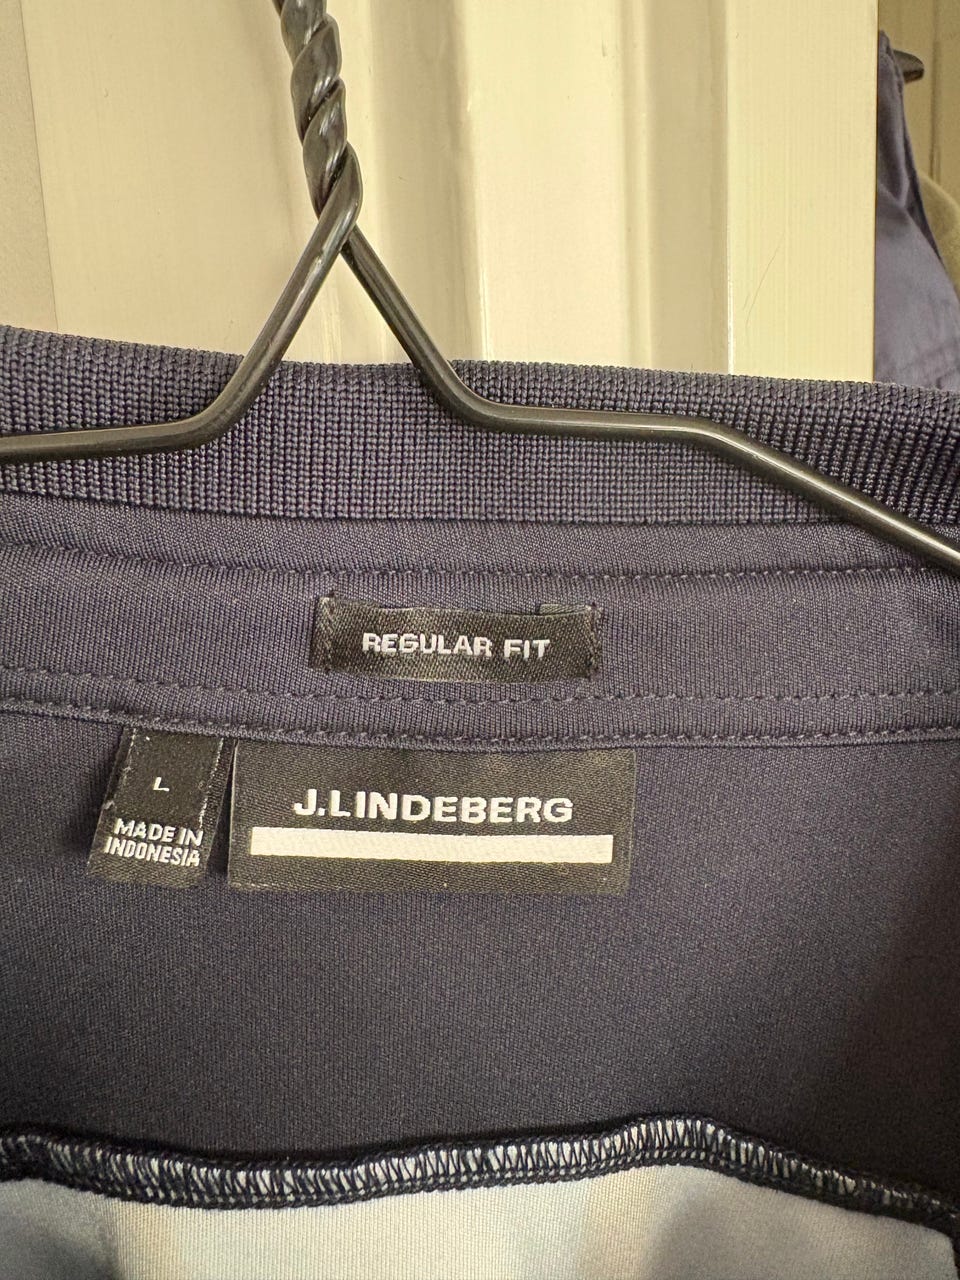 REGULAR FIT
L
MADE IN
INDONESIA
J.LINDEBERG